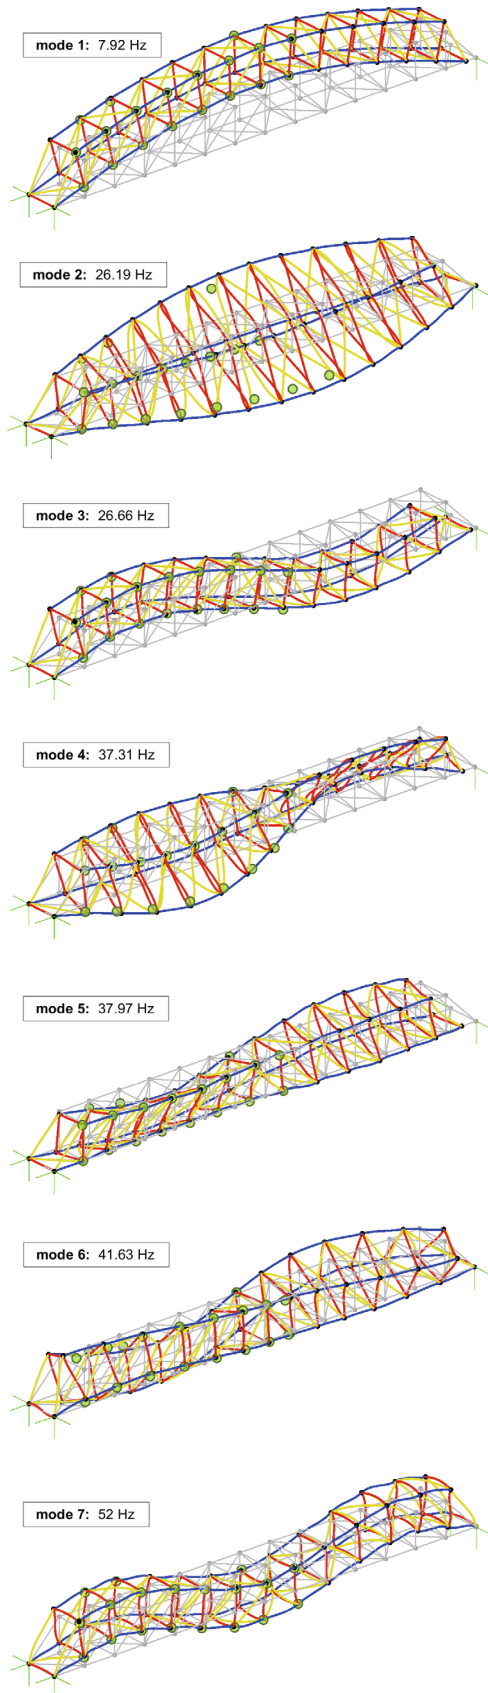 mode 1: 7.92 Hz
mode 2: 26.19 Hz
mode 3: 26.66 Hz
mode 4: 37.31 Hz
mode 5: 37.97 Hz
mode 6: 41.63 Hz
mode 7: 52 Hz